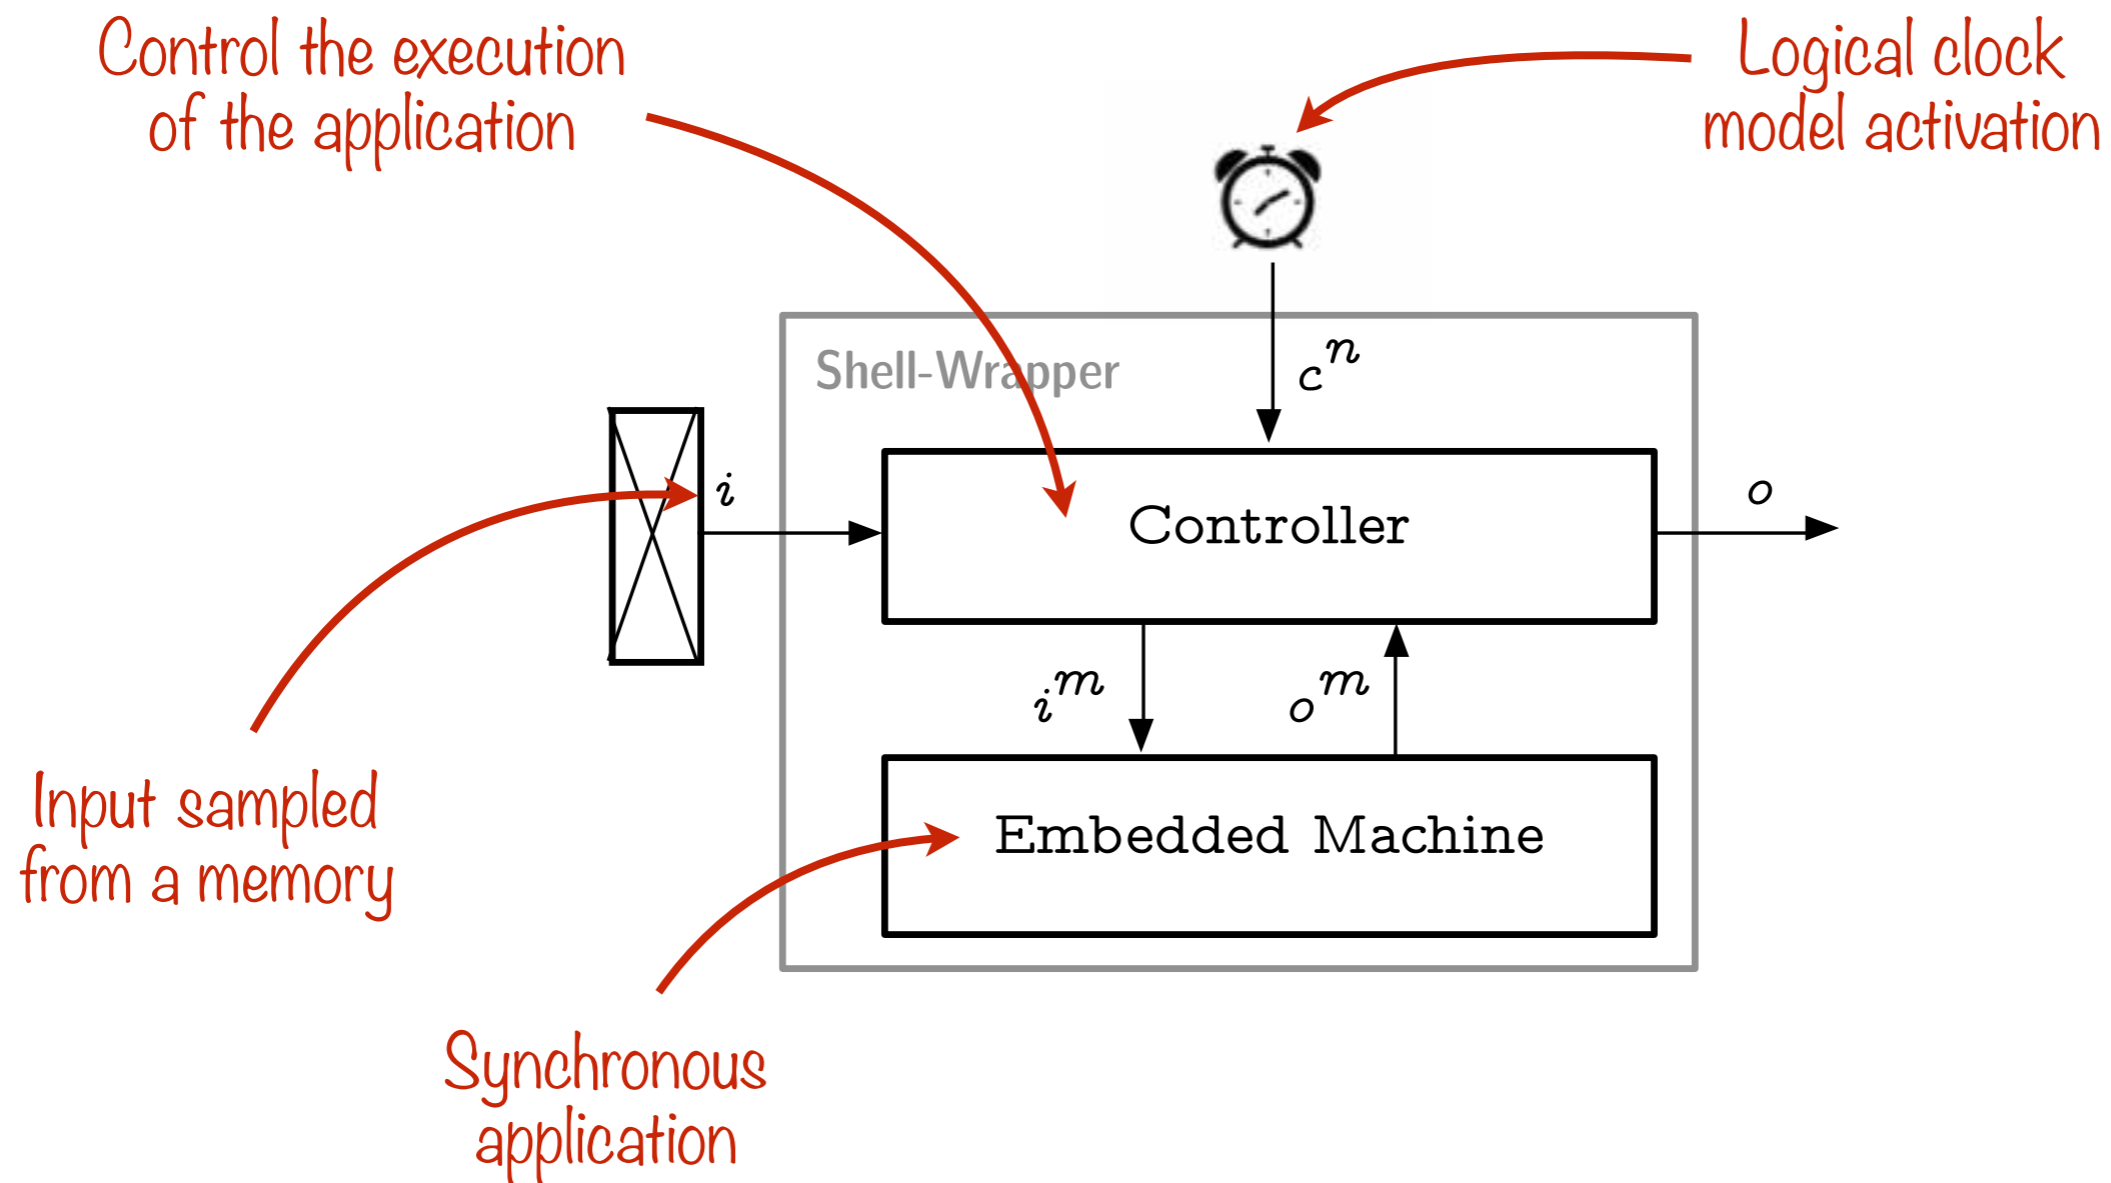 Control the execution
of the application
Logical clock
model activation
Shell-Wrapper
c^n
i
Controller
o
i^m
o^m
Input sampled
from a memory
Embedded Machine
Synchronous
application